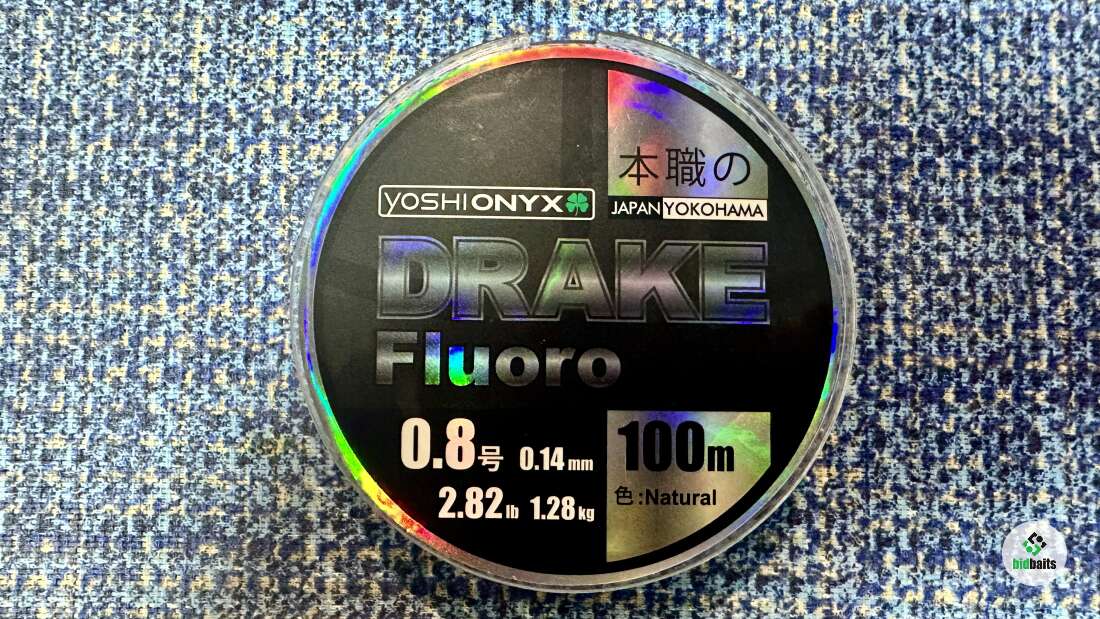 本職の
JAPAN YOKOHAMA
YOSHIONYX
DRAKE
Fluoro
0.8号 0.14mm
2.82lb 1.28kg
100m
色:Natural
bidbaits